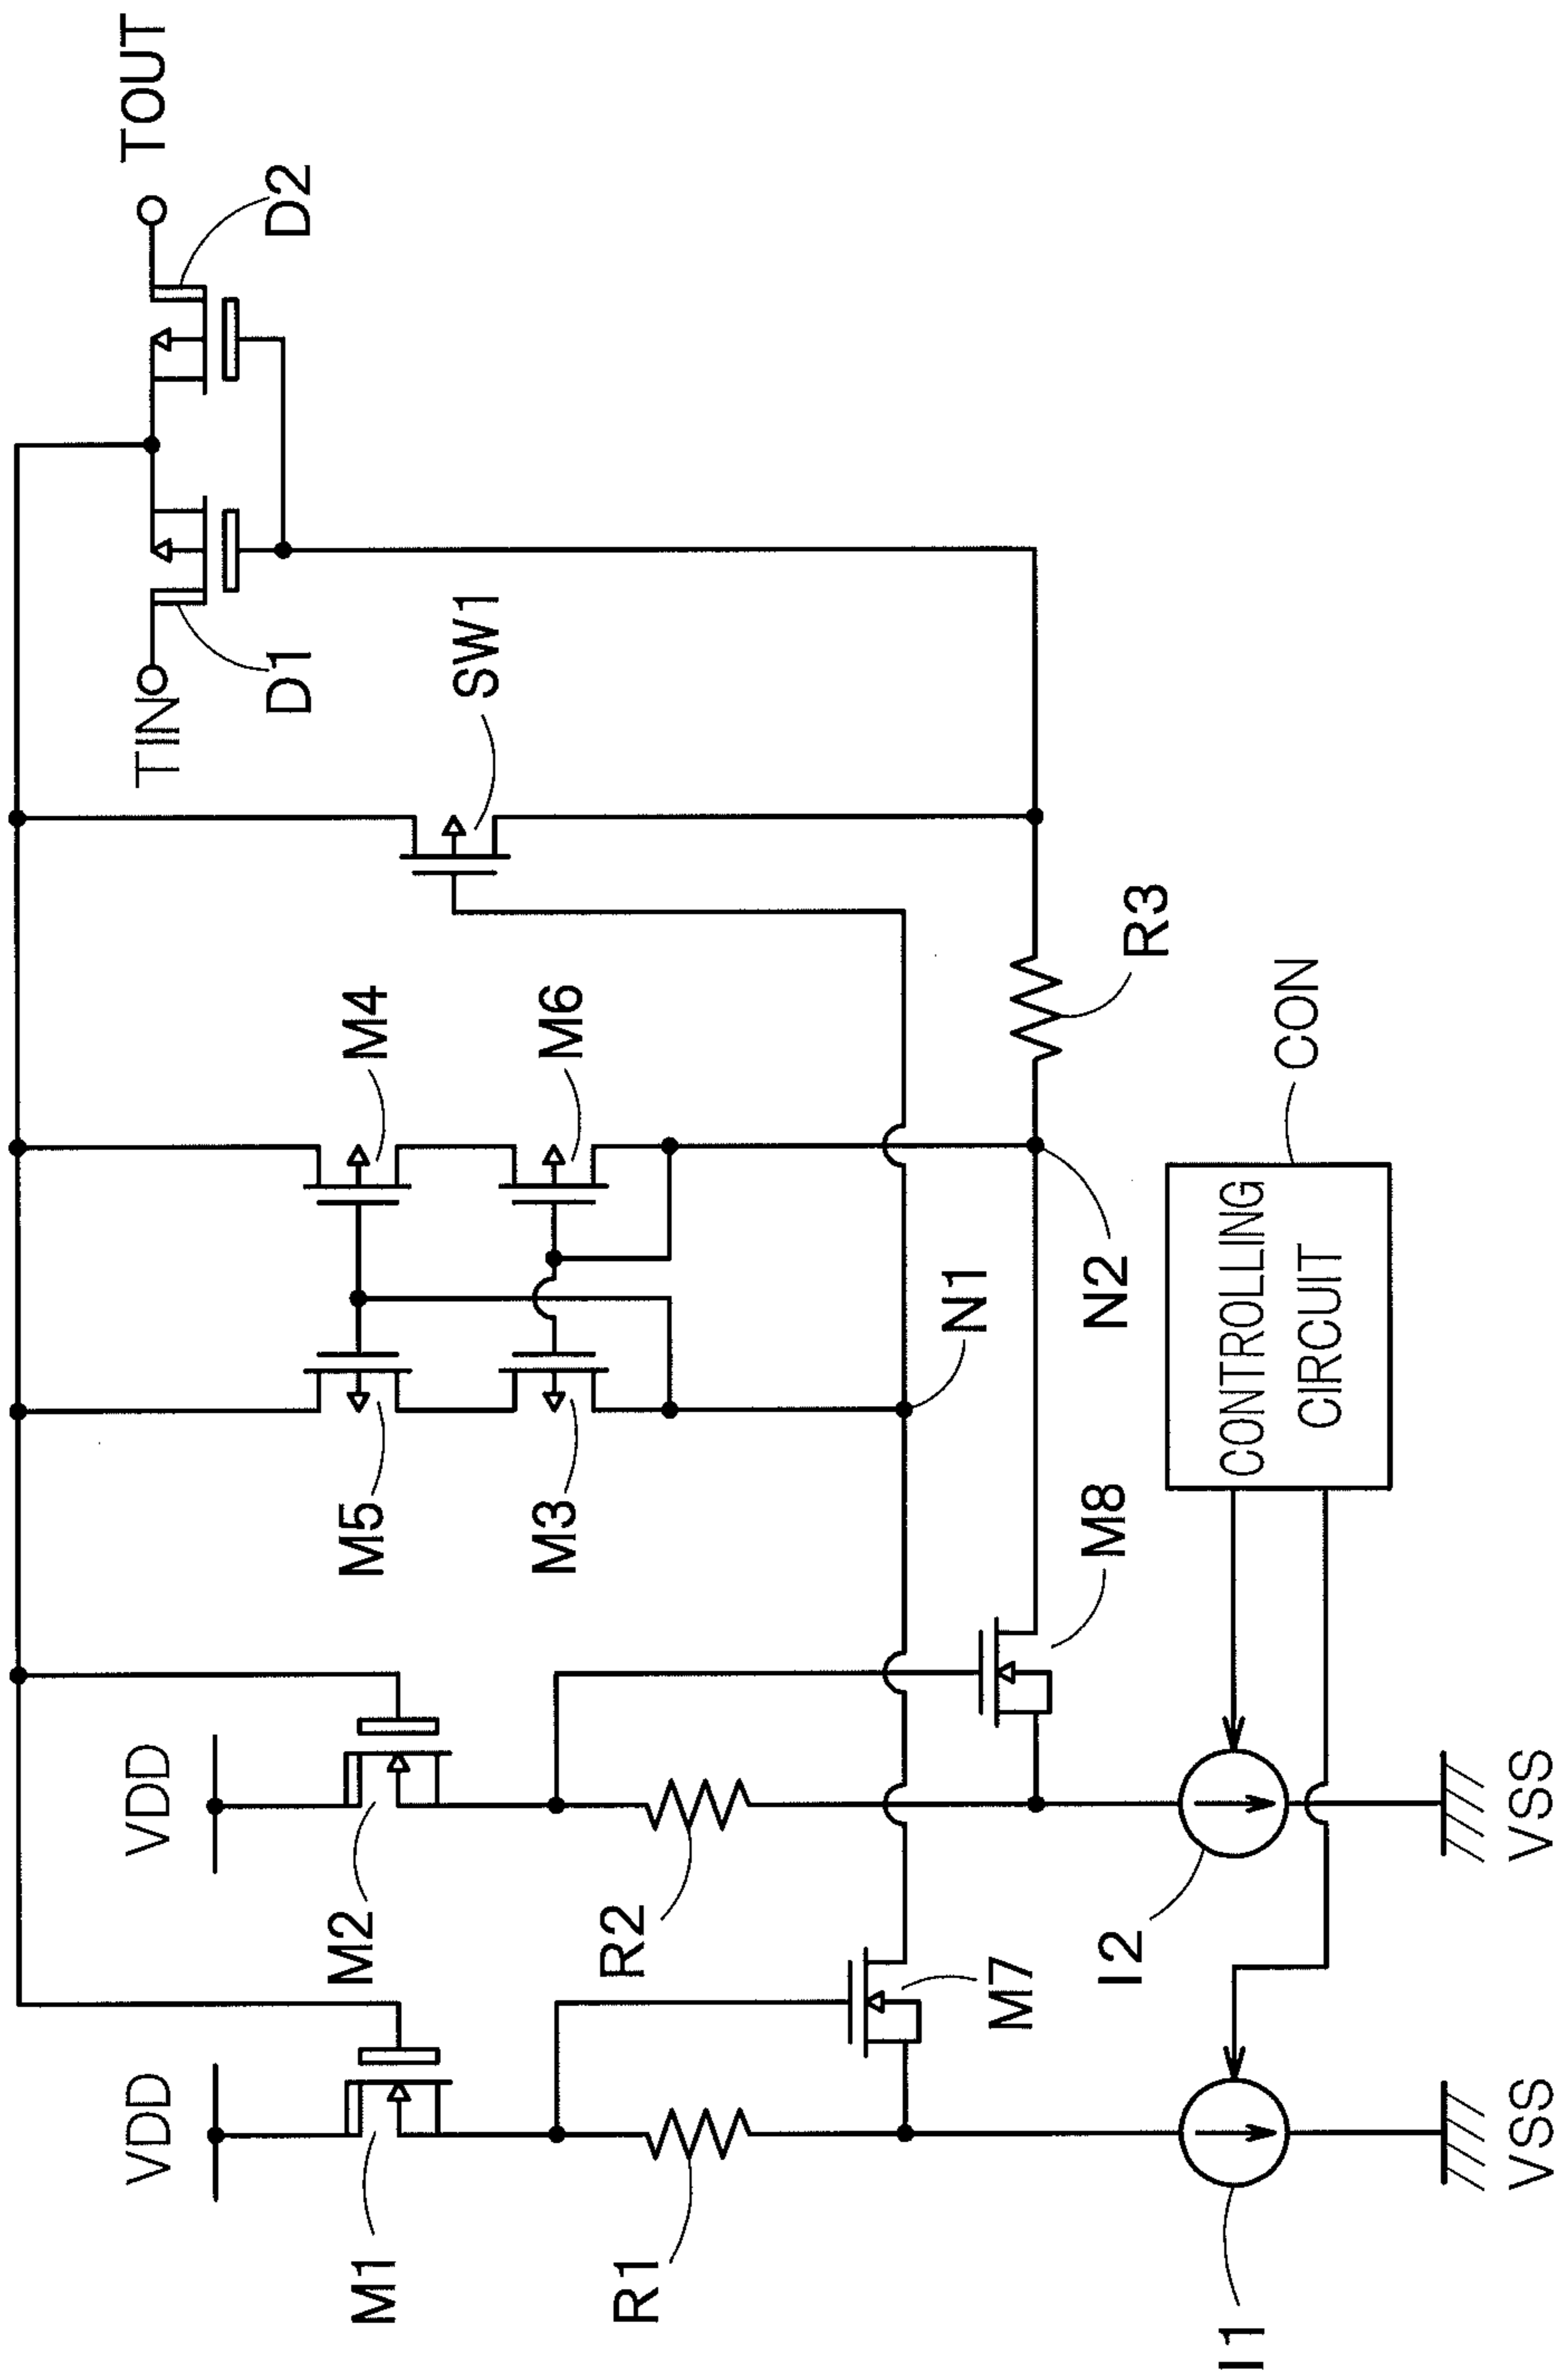 VDD
VDD
TIN
TOUT
M1
M2
M5
M4
D1
D2
SW1
R1
R2
M3
M6
M7
M8
N1
N2
R3
I1
I2
CONTROLLING
CIRCUIT
CON
VSS
VSS